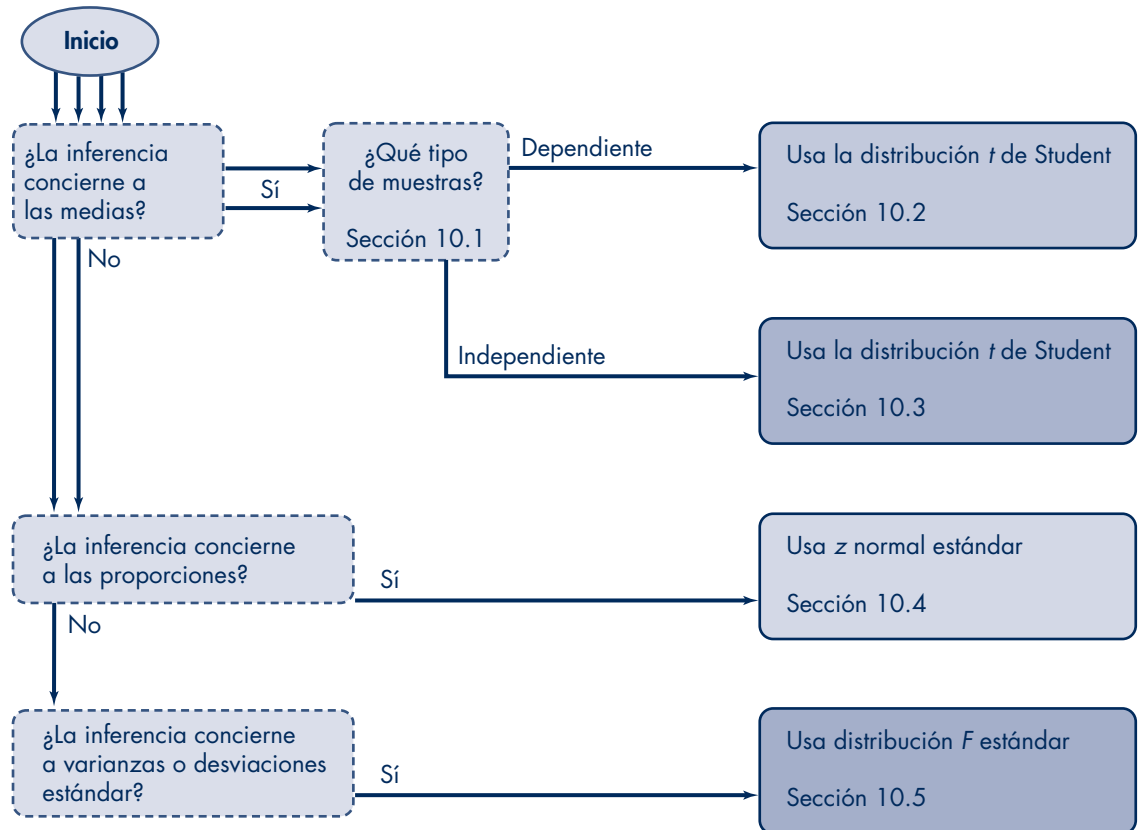 Inicio
¿La inferencia
concierne a
las medias?
Sí
No
¿Qué tipo
de muestras?
Sección 10.1
Dependiente
Usa la distribución t de Student
Sección 10.2
Independiente
Usa la distribución t de Student
Sección 10.3
¿La inferencia concierne
a las proporciones?
Sí
No
Usa z normal estándar
Sección 10.4
¿La inferencia concierne
a varianzas o desviaciones
estándar?
Sí
Usa distribución F estándar
Sección 10.5